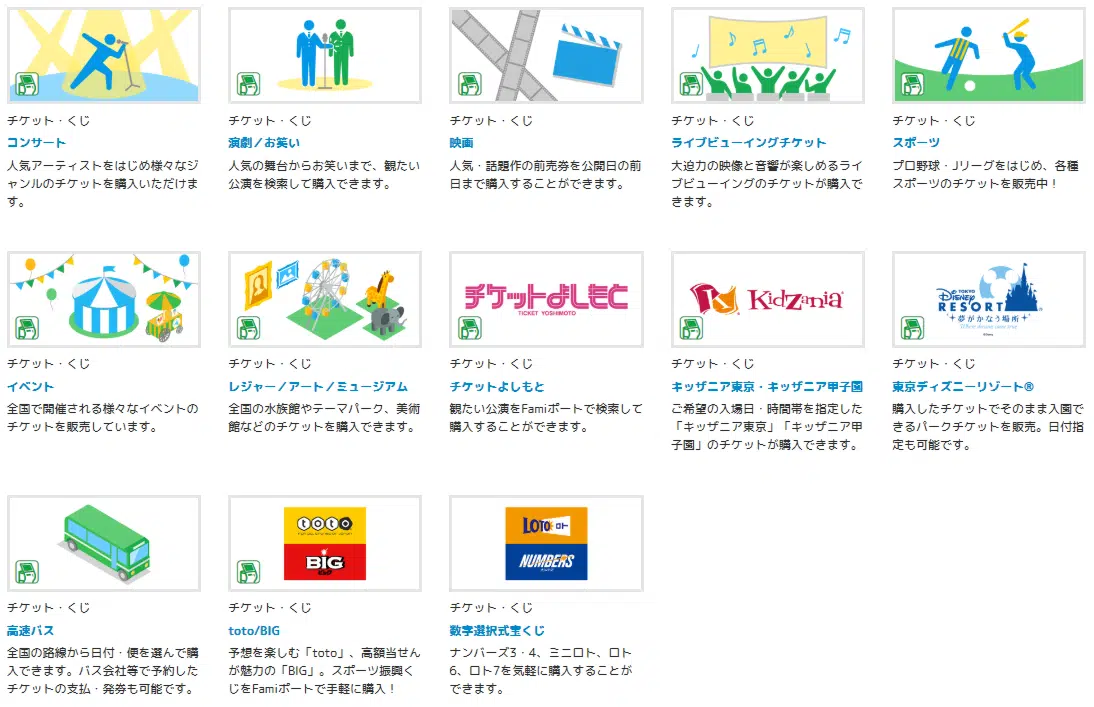 チケット・くじ
コンサート
人気アーティストをはじめ様々なジ
ャンルのチケットを購入いただけま
す。
チケット・くじ
演劇／お笑い
人気の舞台からお笑いまで、観たい
公演を検索して購入できます。
チケット・くじ
映画
人気・話題作の前売券を公開日の前
日まで購入することができます。
チケット・くじ
ライブビューイングチケット
大迫力の映像と音響が楽しめるライ
ブビューイングのチケットが購入で
きます。
チケット・くじ
スポーツ
プロ野球・Jリーグをはじめ、各種
スポーツのチケットを販売中！
チケット・くじ
イベント
全国で開催される様々なイベントの
チケットを販売しています。
チケット・くじ
レジャー／アート／ミュージアム
全国の水族館やテーマパーク、美術
館などのチケットを購入できます。
チケットよしもと
TICKET YOSHIMOTO
チケット・くじ
チケットよしもと
観たい公演をFamiポートで検索して
購入することができます。
KidZania
チケット・くじ
キッザニア東京・キッザニア甲子園
ご希望の入場日・時間帯を指定した
「キッザニア東京」「キッザニア甲
子園」のチケットが購入できます。
TOKYO
Disney
RESORT
夢がかなう場所
チケット・くじ
東京ディズニーリゾート®
購入したチケットでそのまま入園で
きるパークチケットを販売。日付指
定も可能です。
チケット・くじ
高速バス
全国の路線から日付・便を選んで購
入できます。バス会社等で予約した
チケットの支払・発券も可能です。
toto
BIG
チケット・くじ
toto/BIG
予想を楽しむ「toto」、高額当せん
が魅力の「BIG」。スポーツ振興く
じをFamiポートで手軽に購入！
LOTO ロト
NUMBERS
チケット・くじ
数字選択式宝くじ
ナンバーズ3・4、ミニロト、ロト
6、ロト7を気軽に購入することが
できます。